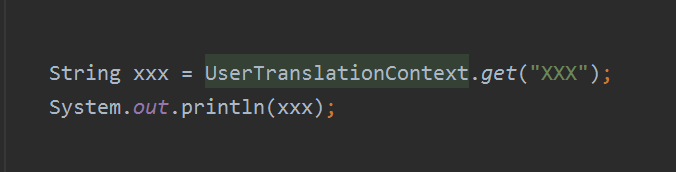 String xxx = UserTranslationContext.get("XXX");
System.out.println(xxx);